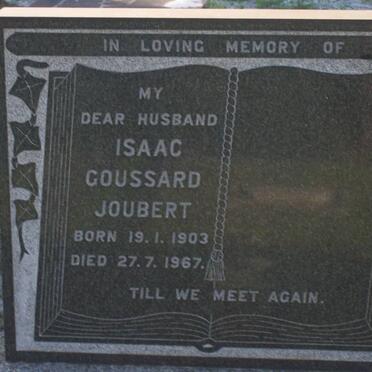 IN LOVING MEMORY OF
MY
DEAR HUSBAND
ISAAC
GOUSSARD
JOUBERT
BORN 19.1.1903
DIED 27.7.1967.
TILL WE MEET AGAIN.